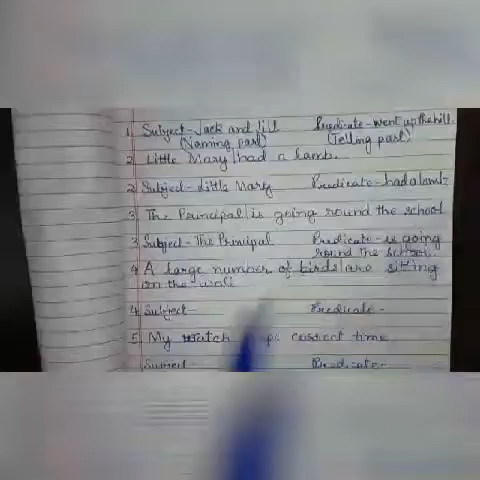 1 Subject - Jack and Jill Predicate - went up the hill.
(Naming part) (Telling part)
2 Little Mary/had a lamb.
2 Subject - Little Mary Predicate - had a lamb
3 The Principal/is going round the school
3 Subject - The Principal Predicate - is going
round the school.
4 A large number of birds/are sitting
on the wall
4 Subject - Predicate -
5 My watch correct time
Subject - Predicate -